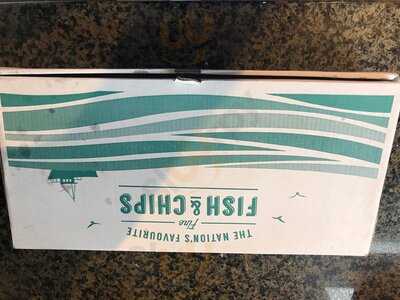 THE NATION'S FAVOURITE
Fine
FISH & CHIPS